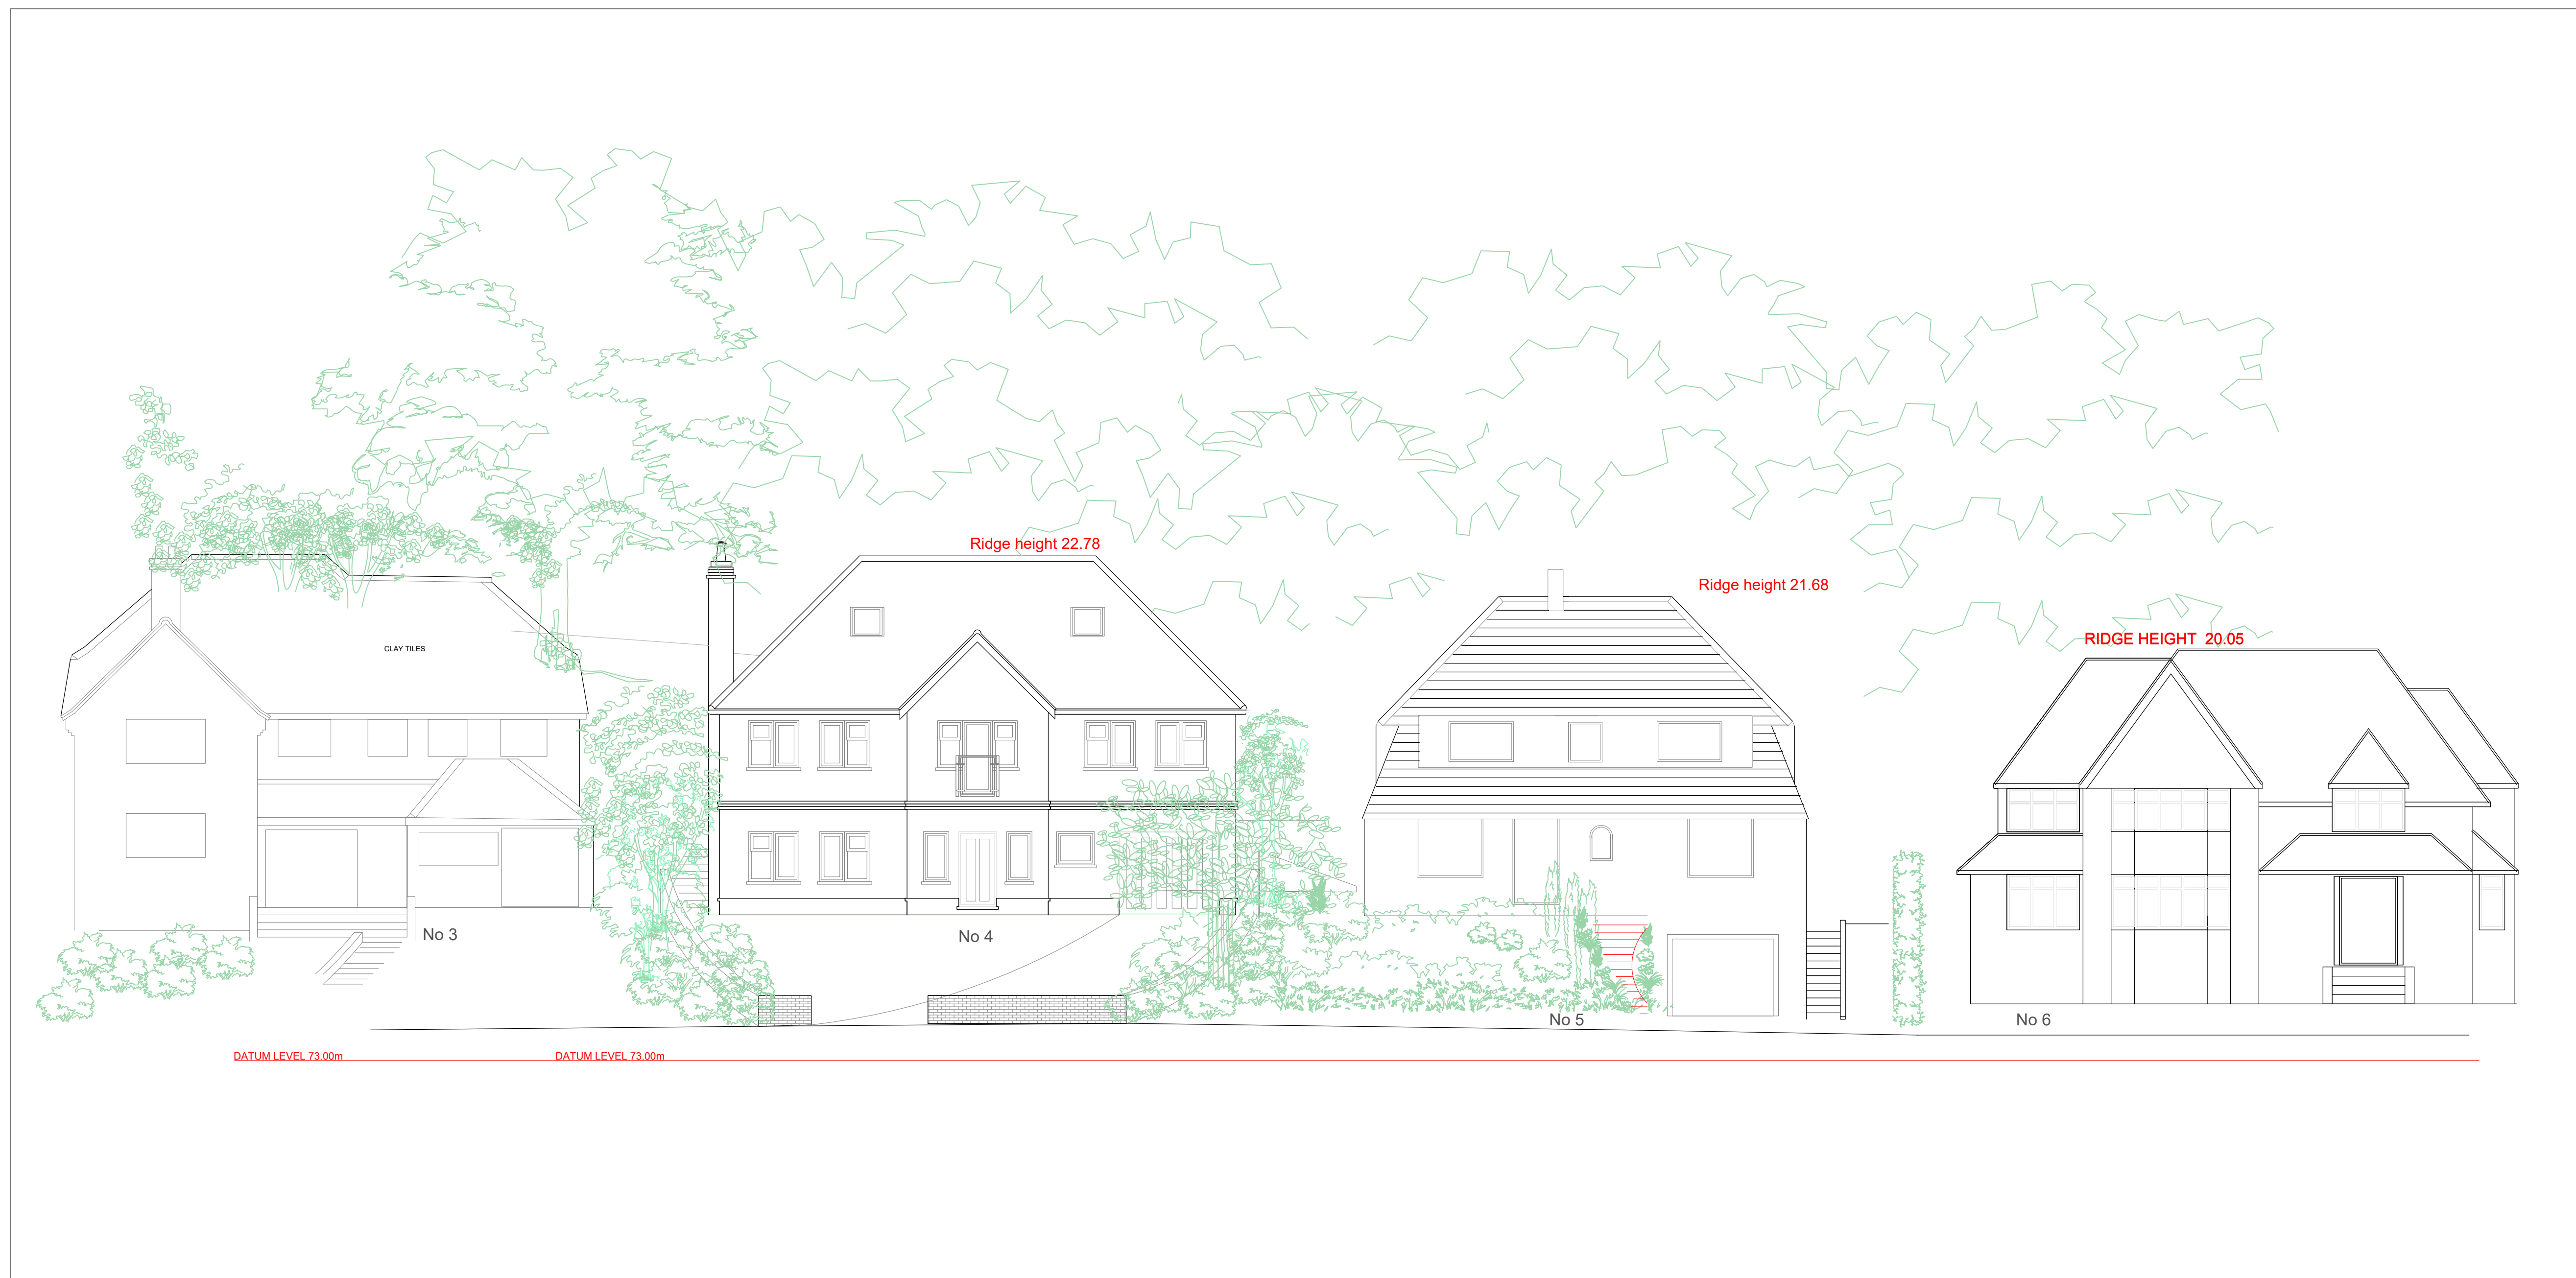 Ridge height 22.78
Ridge height 21.68
RIDGE HEIGHT 20.05
CLAY TILES
No 3
No 4
No 5
No 6
DATUM LEVEL 73.00m
DATUM LEVEL 73.00m